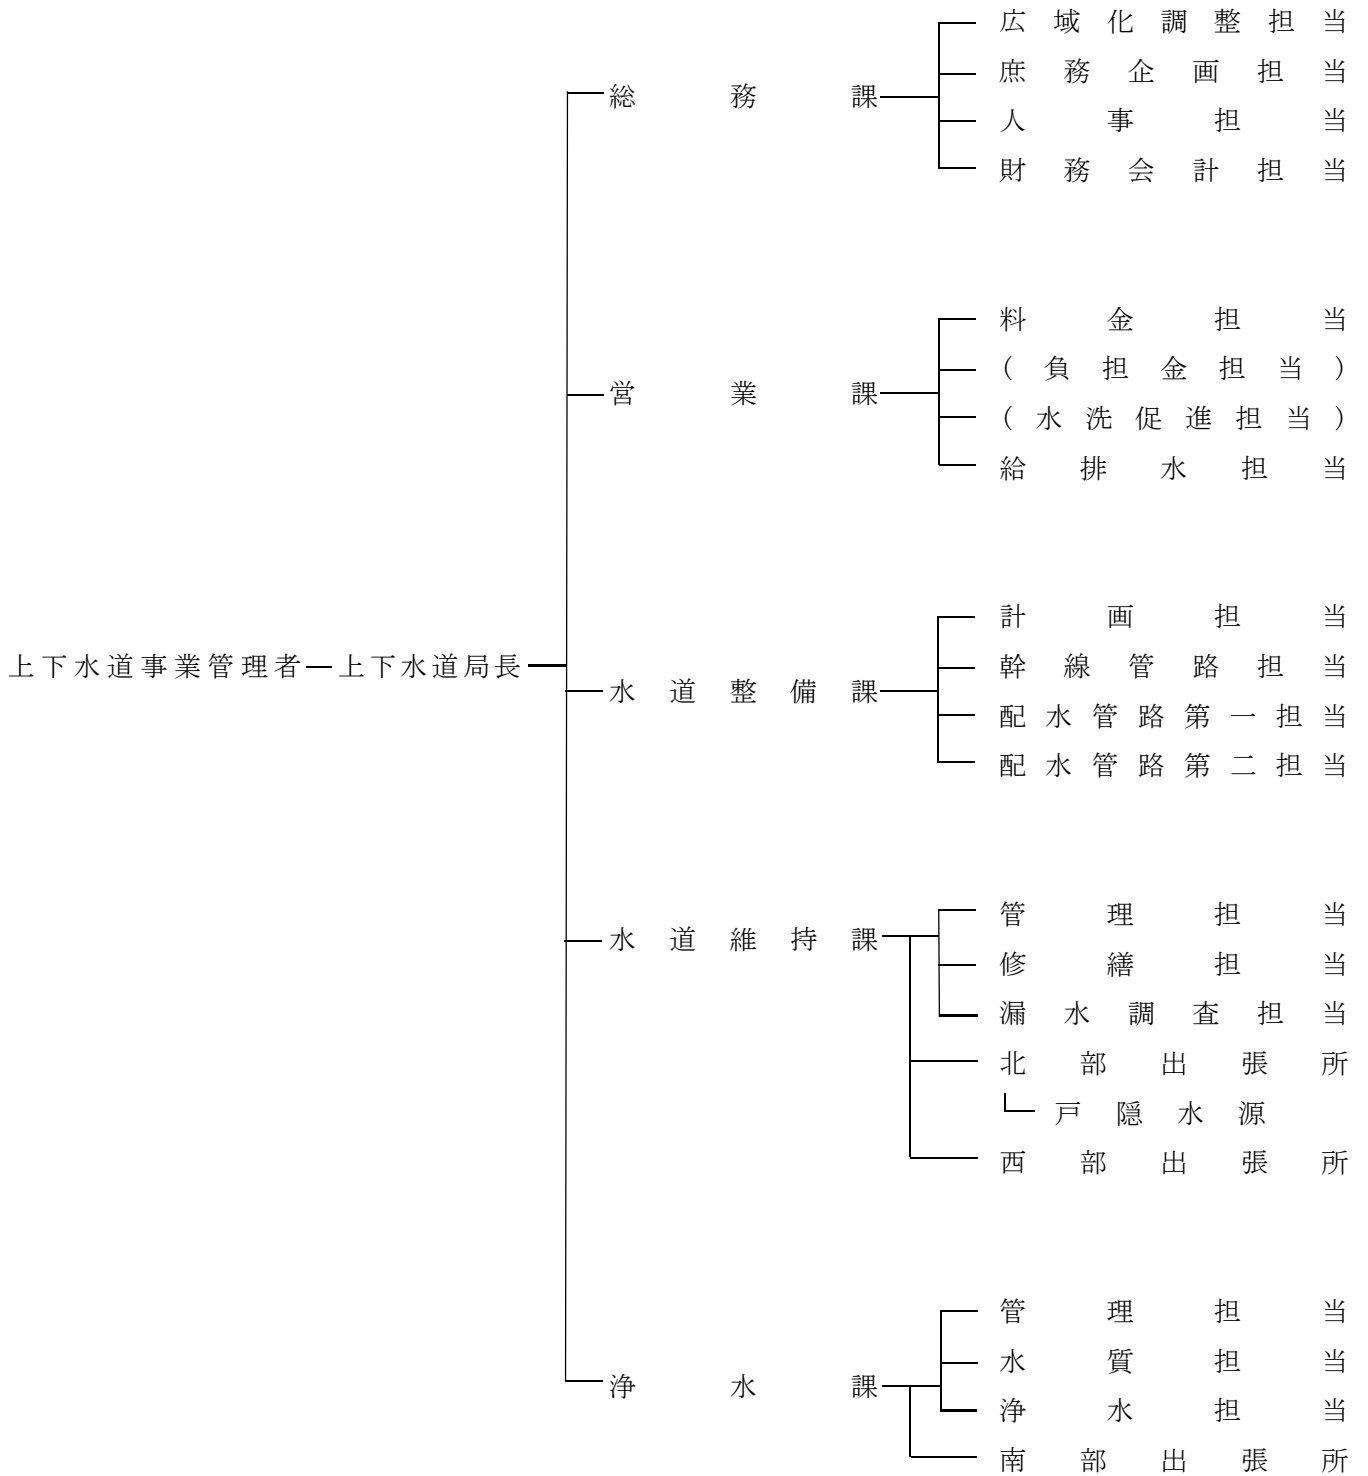 広域化調整担当
庶務企画担当
総務課
人事担当
財務会計担当
料金担当
(負担金担当)
営業課
(水洗促進担当)
給排水担当
計画担当
上下水道事業管理者
上下水道局長
幹線管路担当
水道整備課
配水管路第一担当
配水管路第二担当
管理担当
水道維持課
修繕担当
漏水調査担当
北部出張所
戸隠水源
西部出張所
管理担当
水質担当
浄水課
浄水担当
南部出張所